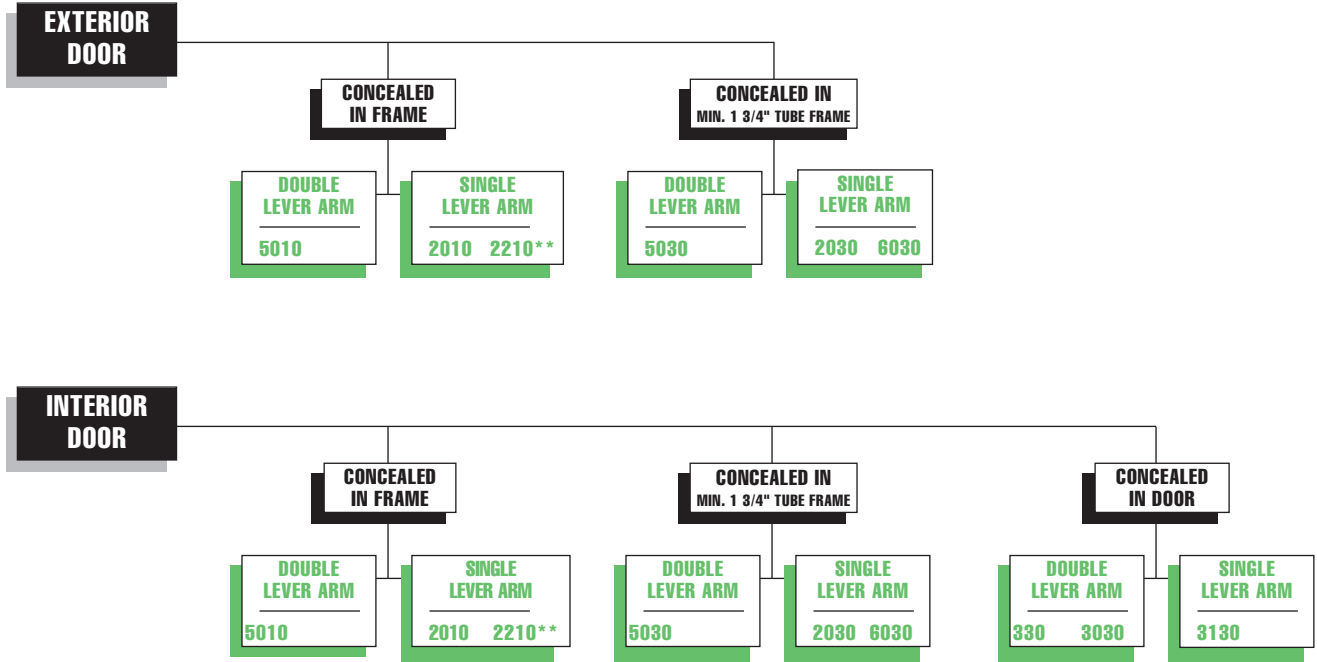 EXTERIOR
DOOR
CONCEALED
IN FRAME
CONCEALED IN
MIN. 1 3/4" TUBE FRAME
DOUBLE
LEVER ARM
5010
SINGLE
LEVER ARM
2010 2210**
DOUBLE
LEVER ARM
5030
SINGLE
LEVER ARM
2030 6030
INTERIOR
DOOR
CONCEALED
IN FRAME
CONCEALED IN
MIN. 1 3/4" TUBE FRAME
CONCEALED
IN DOOR
DOUBLE
LEVER ARM
5010
SINGLE
LEVER ARM
2010 2210**
DOUBLE
LEVER ARM
5030
SINGLE
LEVER ARM
2030 6030
DOUBLE
LEVER ARM
330 3030
SINGLE
LEVER ARM
3130